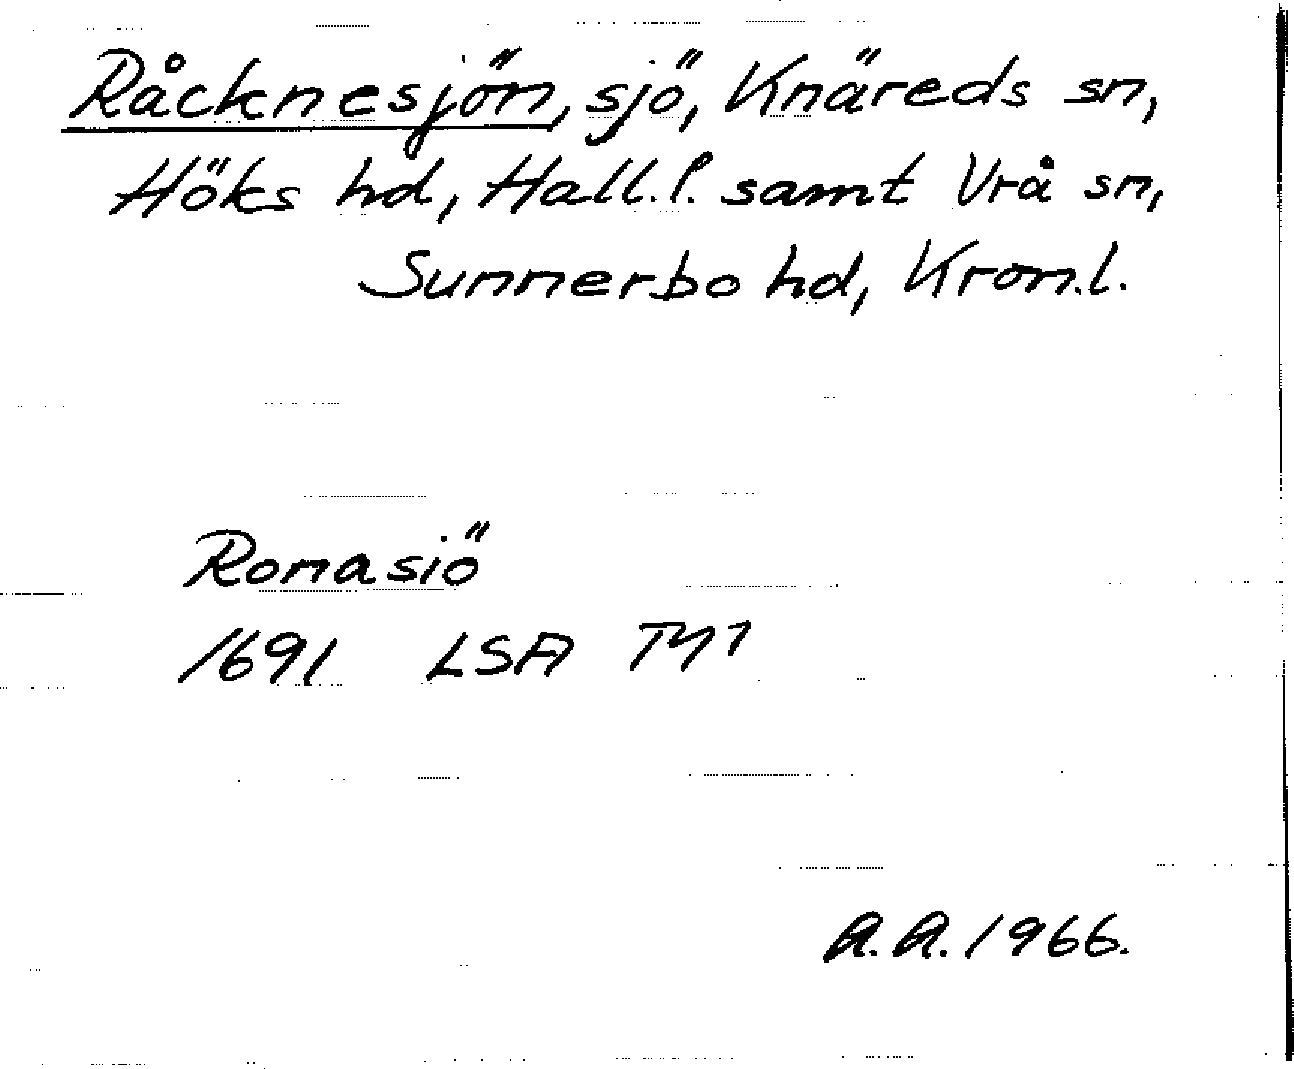 Råcknesjön, sjö, Knäreds sn,
Höks hd, Hall.l. samt Vrå sn,
Sunnerbo hd, Kron.l.
Ronasiö
1691 LSA
A.A. 1966.